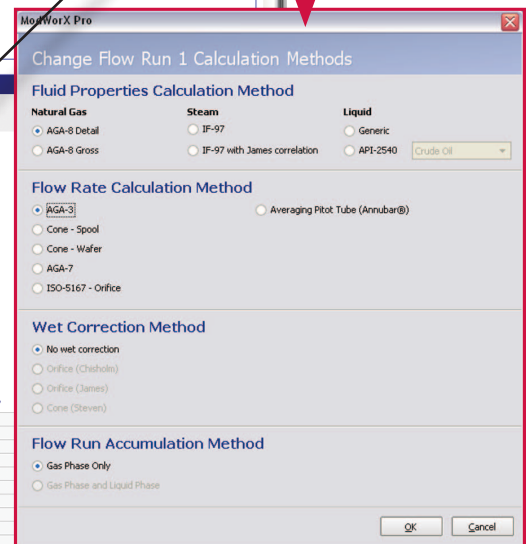 ModWorX Pro
Change Flow Run 1 Calculation Methods
Fluid Properties Calculation Method
Natural Gas Steam Liquid
AGA-8 Detail IF-97 Generic
AGA-8 Gross IF-97 with James correlation API-2540 Crude Oil
Flow Rate Calculation Method
AGA-3 Averaging Pitot Tube (Annubar®)
Cone - Spool
Cone - Wafer
AGA-7
ISO-5167 - Orifice
Wet Correction Method
No wet correction
Orifice (Chisholm)
Orifice (James)
Cone (Steven)
Flow Run Accumulation Method
Gas Phase Only
Gas Phase and Liquid Phase
OK Cancel